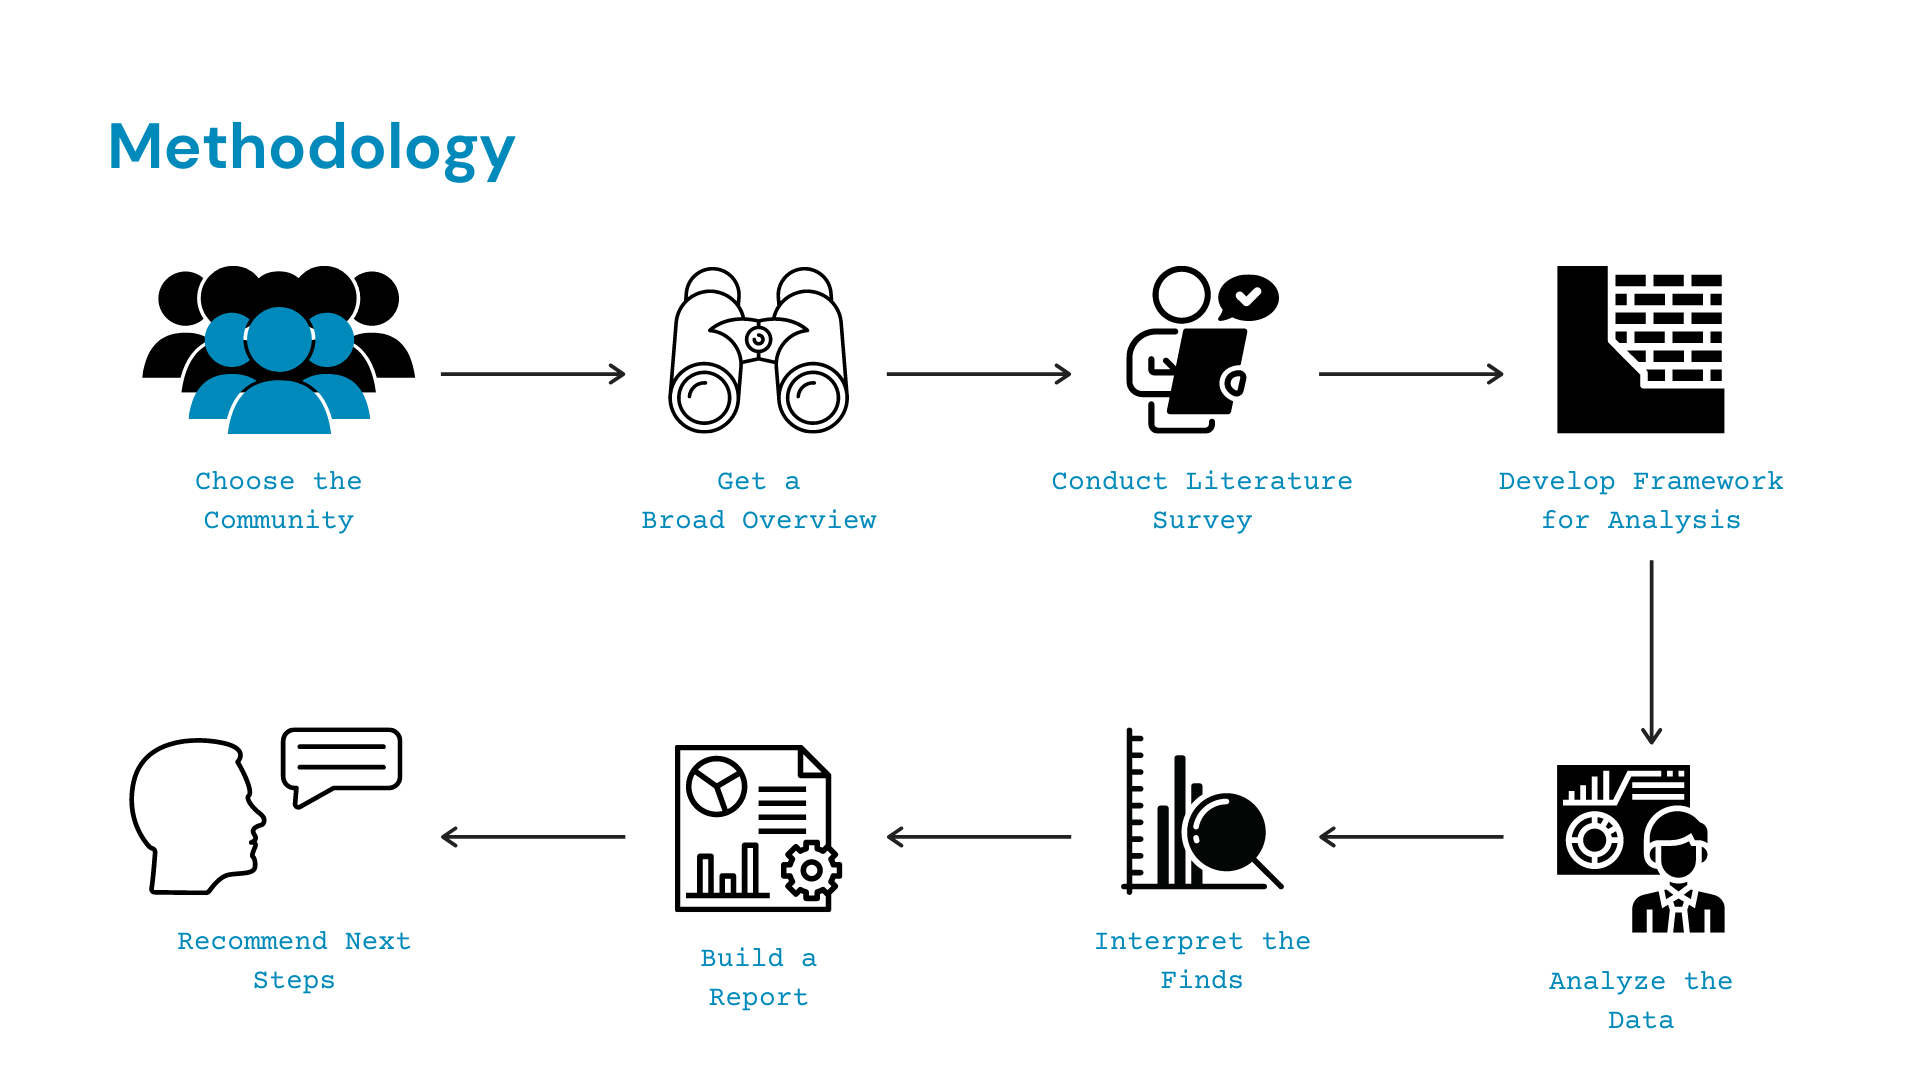 Methodology
Choose the
Community
Get a
Broad Overview
Conduct Literature
Survey
Develop Framework
for Analysis
Analyze the
Data
Interpret the
Finds
Build a
Report
Recommend Next
Steps